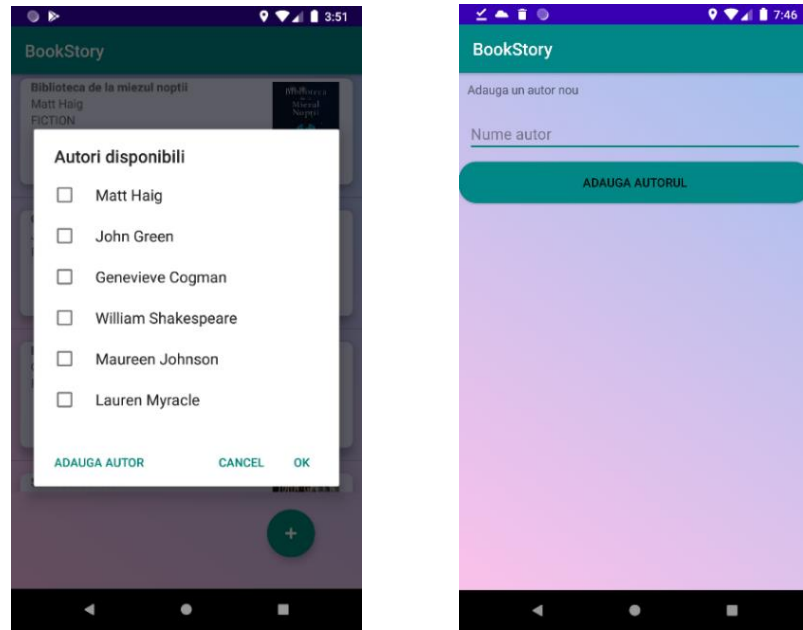 3:51
BookStory
Biblioteca de la miezul noptii
Matt Haig
FICTION
Miezul
Nopții
Autori disponibili
Matt Haig
John Green
Genevieve Cogman
William Shakespeare
Maureen Johnson
Lauren Myracle
ADAUGA AUTOR CANCEL OK
+
7:46
BookStory
Adauga un autor nou
Nume autor
ADAUGA AUTORUL